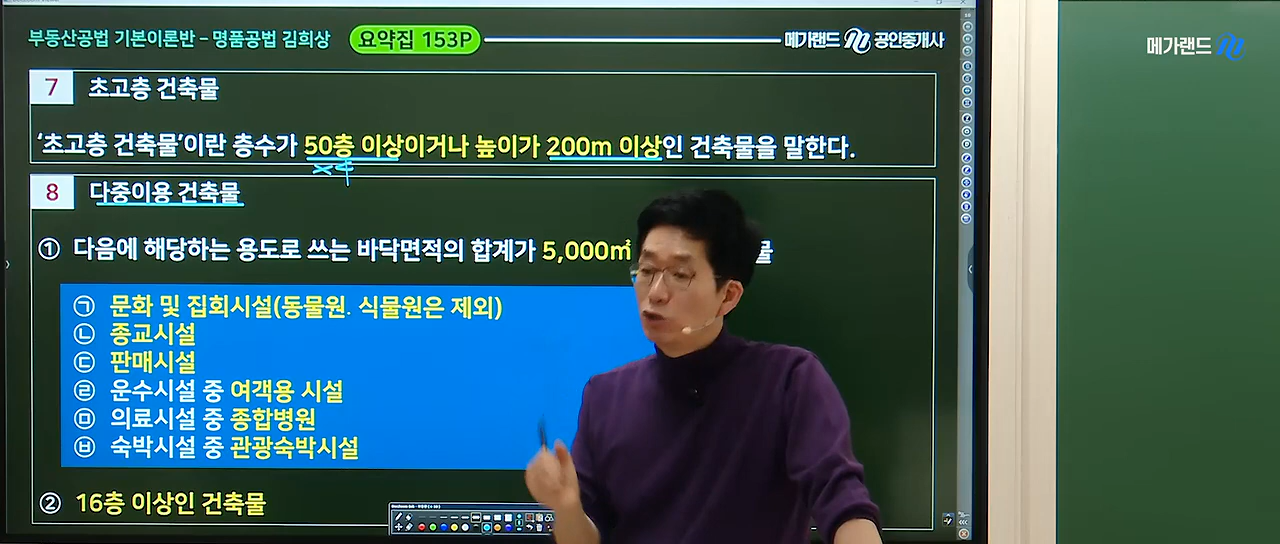 부동산공법 기본이론반 - 명품공법 김희상 요약집 153P 메가랜드 공인중개사
메가랜드
7 초고층 건축물
‘초고층 건축물’이란 층수가 50층 이상이거나 높이가 200m 이상인 건축물을 말한다.
×4
8 다중이용 건축물
① 다음에 해당하는 용도로 쓰는 바닥면적의 합계가 5,000㎡ 물
㉠ 문화 및 집회시설(동물원. 식물원은 제외)
㉡ 종교시설
㉢ 판매시설
㉣ 운수시설 중 여객용 시설
㉤ 의료시설 중 종합병원
㉥ 숙박시설 중 관광숙박시설
② 16층 이상인 건축물